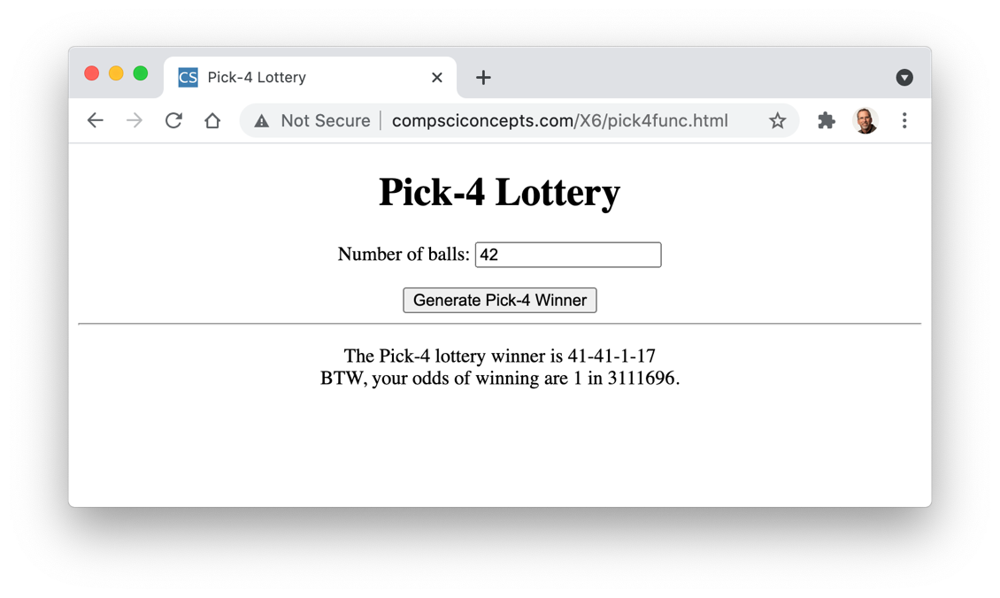 CS Pick-4 Lottery
Not Secure compsciconcepts.com/X6/pick4func.html
Pick-4 Lottery
Number of balls: 42
Generate Pick-4 Winner
The Pick-4 lottery winner is 41-41-1-17
BTW, your odds of winning are 1 in 3111696.